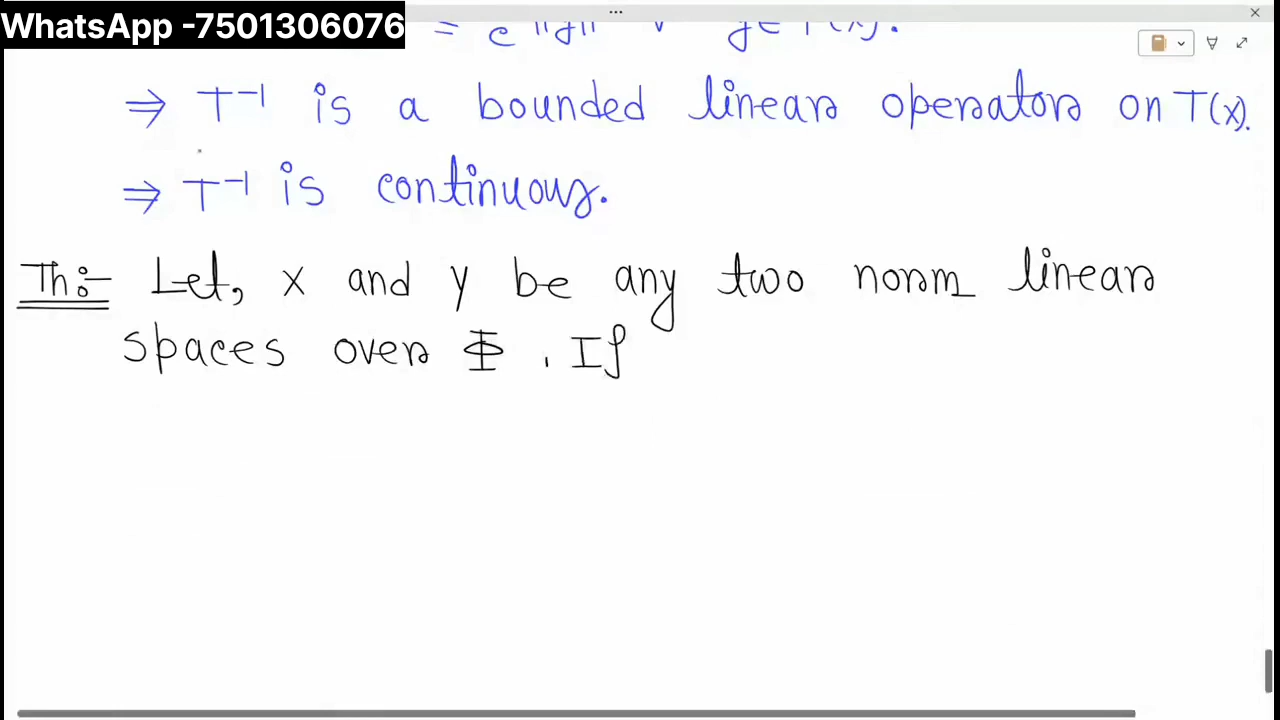 WhatsApp -7501306076
⇒ T⁻¹ is a bounded linear operator on T(X).
⇒ T⁻¹ is continuous.
Th:- Let, X and Y be any two norm linear
spaces over Φ . If